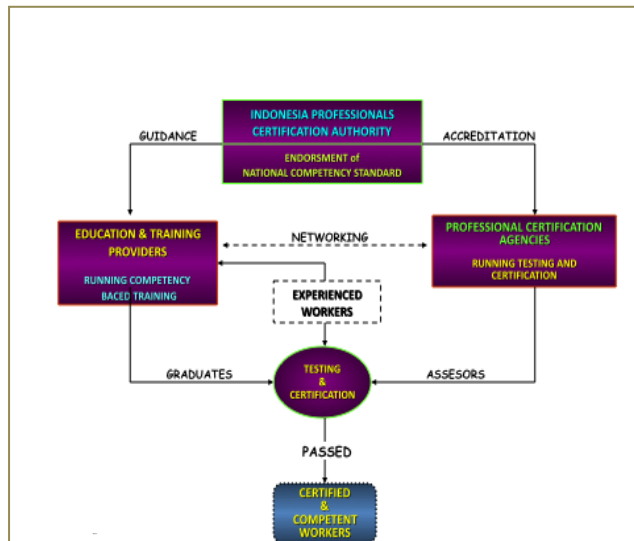 INDONESIA PROFESSIONALS
CERTIFICATION AUTHORITY
GUIDANCE
ACCREDITATION
ENDORSMENT of
NATIONAL COMPETENCY STANDARD
EDUCATION & TRAINING
PROVIDERS
RUNNING COMPETENCY
BACED TRAINING
NETWORKING
PROFESSIONAL CERTIFICATION
AGENCIES
RUNNING TESTING AND
CERTIFICATION
EXPERIENCED
WORKERS
GRADUATES
TESTING
&
CERTIFICATION
ASSESORS
PASSED
CERTIFIED
&
COMPETENT
WORKERS